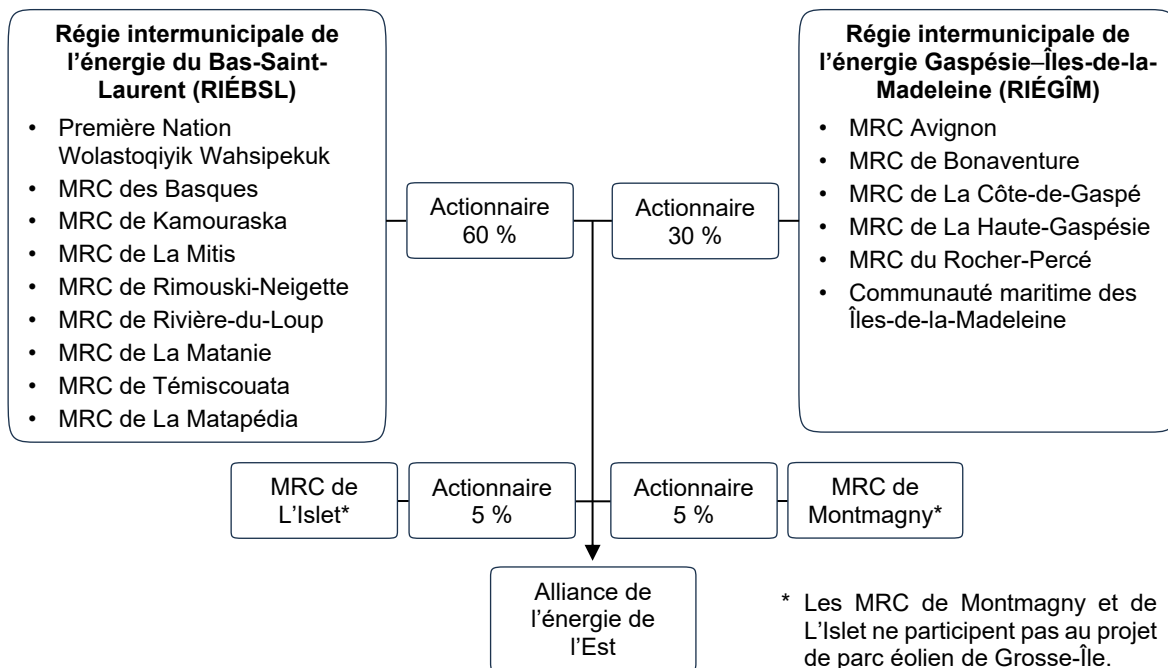 Régie intermunicipale de
l’énergie du Bas-Saint-
Laurent (RIÉBSL)
• Première Nation
Wolastoqiyik Wahsipekuk
• MRC des Basques
• MRC de Kamouraska
• MRC de La Mitis
• MRC de Rimouski-Neigette
• MRC de Rivière-du-Loup
• MRC de La Matanie
• MRC de Témiscouata
• MRC de La Matapédia
Actionnaire
60 %
Actionnaire
30 %
Régie intermunicipale de
l’énergie Gaspésie–Îles-de-la-
Madeleine (RIÉGÎM)
• MRC Avignon
• MRC de Bonaventure
• MRC de La Côte-de-Gaspé
• MRC de La Haute-Gaspésie
• MRC du Rocher-Percé
• Communauté maritime des
Îles-de-la-Madeleine
MRC de
L’Islet*
Actionnaire
5 %
Actionnaire
5 %
MRC de
Montmagny*
Alliance de
l’énergie de
l’Est
* Les MRC de Montmagny et de
L’Islet ne participent pas au projet
de parc éolien de Grosse-Île.